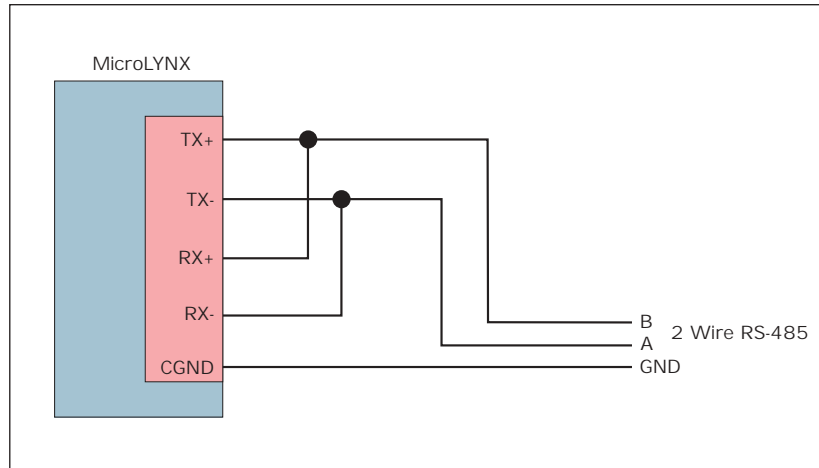 MicroLYNX
TX+
TX-
RX+
RX-
CGND
B
A
2 Wire RS-485
GND